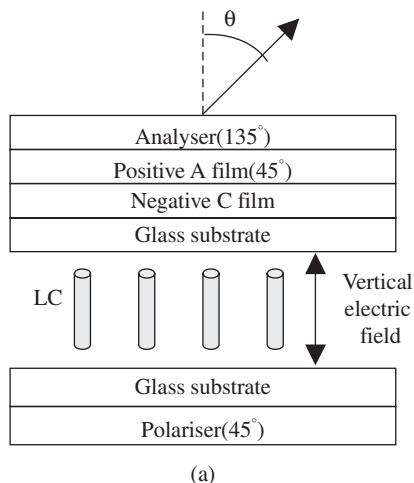 θ
Analyser(135°)
Positive A film(45°)
Negative C film
Glass substrate
LC
Vertical
electric
field
Glass substrate
Polariser(45°)
(a)